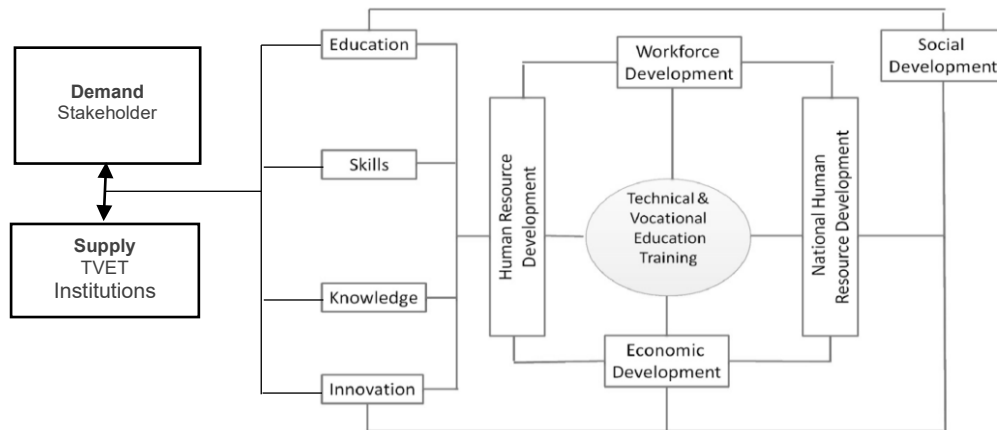 Demand
Stakeholder
Supply
TVET
Institutions
Education
Skills
Knowledge
Innovation
Human Resource
Development
Workforce
Development
Technical &
Vocational
Education
Training
Economic
Development
National Human
Resource Development
Social
Development